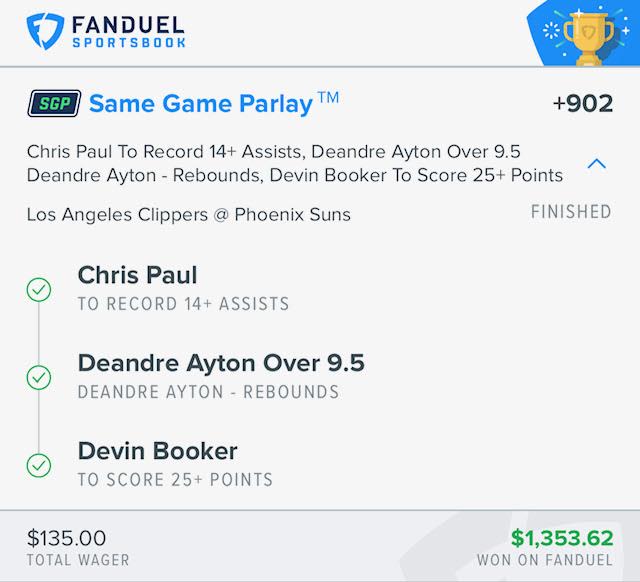 FANDUEL
SPORTSBOOK
SGP Same Game Parlay™ +902
Chris Paul To Record 14+ Assists, Deandre Ayton Over 9.5
Deandre Ayton - Rebounds, Devin Booker To Score 25+ Points
Los Angeles Clippers @ Phoenix Suns FINISHED
Chris Paul
TO RECORD 14+ ASSISTS
Deandre Ayton Over 9.5
DEANDRE AYTON - REBOUNDS
Devin Booker
TO SCORE 25+ POINTS
$135.00 $1,353.62
TOTAL WAGER WON ON FANDUEL